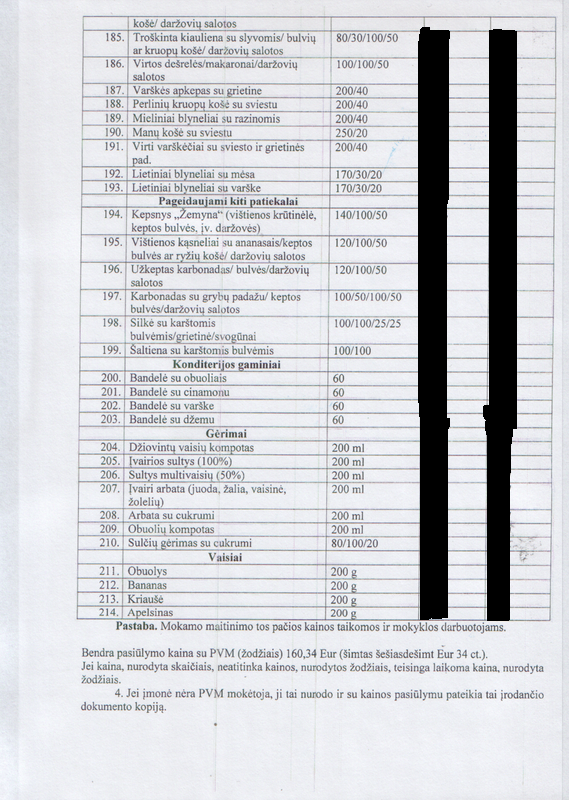 košė/ daržovių salotos
185. Troškinta kiauliena su slyvomis/ bulvių 80/30/100/50
ar kruopų košė/ daržovių salotos
186. Virtos dešrelės/makaronai/daržovių 100/100/50
salotos
187. Varškės apkepas su grietine 200/40
188. Perlinių kruopų košė su sviestu 200/40
189. Mieliniai blyneliai su razinomis 200/40
190. Manų košė su sviestu 250/20
191. Virti varškėčiai su sviesto ir grietinės 200/40
pad.
192. Lietiniai blyneliai su mėsa 170/30/20
193. Lietiniai blyneliai su varške 170/30/20
Pageidaujami kiti patiekalai
194. Kepsnys „Žemyna“ (vištienos krūtinėlė, 140/100/50
keptos bulvės, įv. daržovės)
195. Vištienos kąsneliai su ananasais/keptos 120/100/50
bulvės ar ryžių košė/ daržovių salotos
196. Užkeptas karbonadas/ bulvės/daržovių 120/100/50
salotos
197. Karbonadas su grybų padažu/ keptos 100/50/100/50
bulvės/daržovių salotos
198. Silkė su karštomis 100/100/25/25
bulvėmis/grietinė/svogūnai
199. Šaltiena su karštomis bulvėmis 100/100
Konditerijos gaminiai
200. Bandelė su obuoliais 60
201. Bandelė su cinamonu 60
202. Bandelė su varške 60
203. Bandelė su džemu 60
Gėrimai
204. Džiovintų vaisių kompotas 200 ml
205. Įvairios sultys (100%) 200 ml
206. Sultys multivaisių (50%) 200 ml
207. Įvairi arbata (juoda, žalia, vaisinė, 200 ml
žolelių)
208. Arbata su cukrumi 200 ml
209. Obuolių kompotas 200 ml
210. Sulčių gėrimas su cukrumi 80/100/20
Vaisiai
211. Obuolys 200 g
212. Bananas 200 g
213. Kriaušė 200 g
214. Apelsinas 200 g
Pastaba. Mokamo maitinimo tos pačios kainos taikomos ir mokyklos darbuotojams.
Bendra pasiūlymo kaina su PVM (žodžiais) 160,34 Eur (šimtas šešiasdešimt Eur 34 ct.).
Jei kaina, nurodyta skaičiais, neatitinka kainos, nurodytos žodžiais, teisinga laikoma kaina, nurodyta
žodžiais.
4. Jei įmonė nėra PVM mokėtoja, ji tai nurodo ir su kainos pasiūlymu pateikia tai įrodančio
dokumento kopiją.